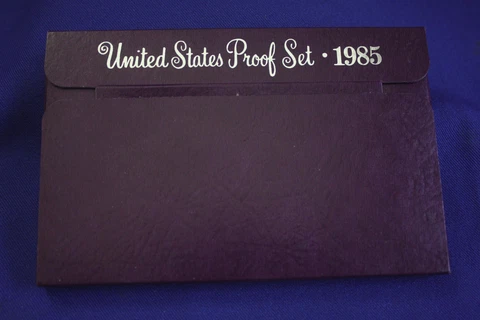 United States Proof Set · 1985